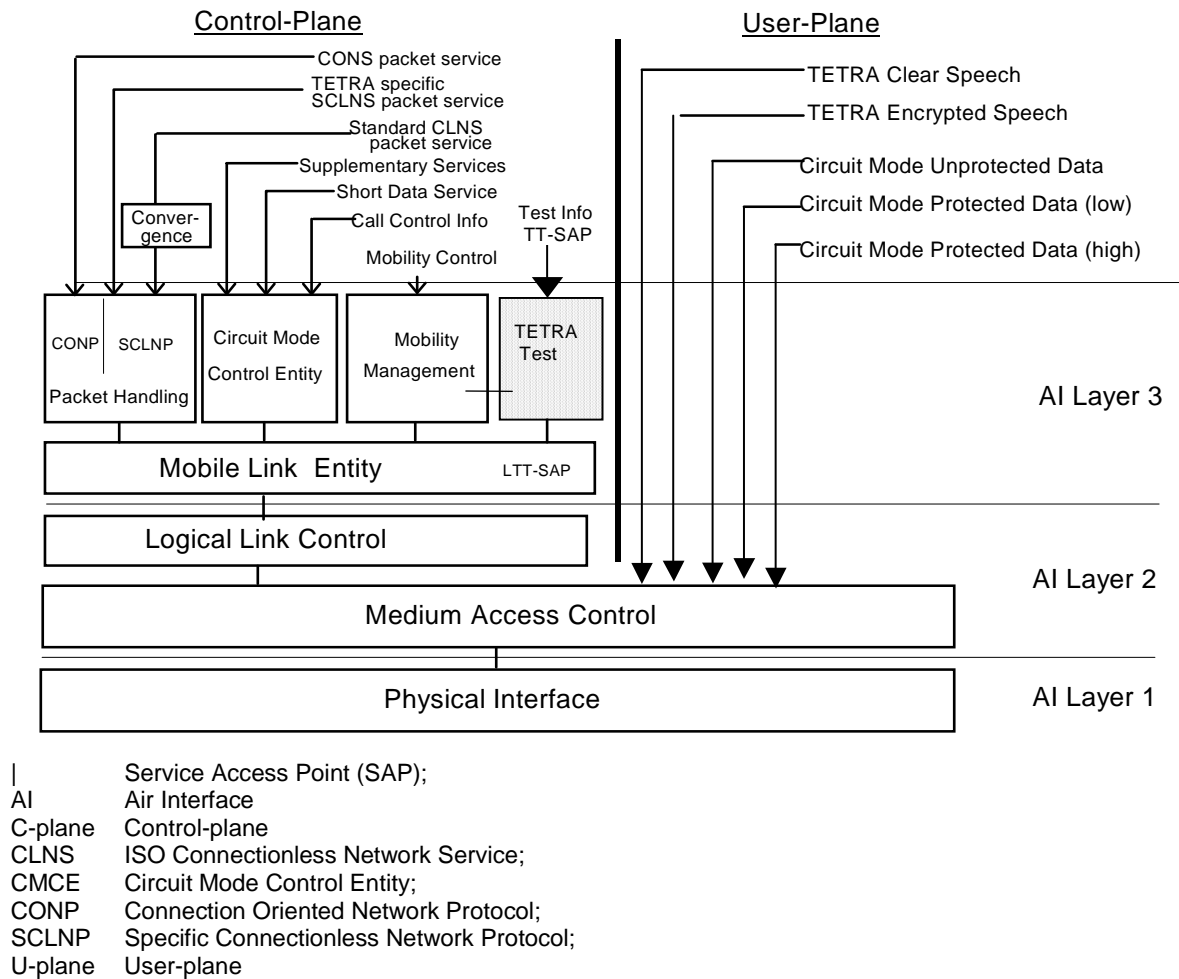 Control-Plane
User-Plane
CONS packet service
TETRA specific
SCLNS packet service
Standard CLNS
packet service
Supplementary Services
Short Data Service
Call Control Info
Mobility Control
Conver-
gence
Test Info
TT-SAP
TETRA Clear Speech
TETRA Encrypted Speech
Circuit Mode Unprotected Data
Circuit Mode Protected Data (low)
Circuit Mode Protected Data (high)
CONP
SCLNP
Packet Handling
Circuit Mode
Control Entity
Mobility
Management
TETRA
Test
AI Layer 3
Mobile Link Entity
LTT-SAP
Logical Link Control
AI Layer 2
Medium Access Control
Physical Interface
AI Layer 1
| Service Access Point (SAP);
AI Air Interface
C-plane Control-plane
CLNS ISO Connectionless Network Service;
CMCE Circuit Mode Control Entity;
CONP Connection Oriented Network Protocol;
SCLNP Specific Connectionless Network Protocol;
U-plane User-plane